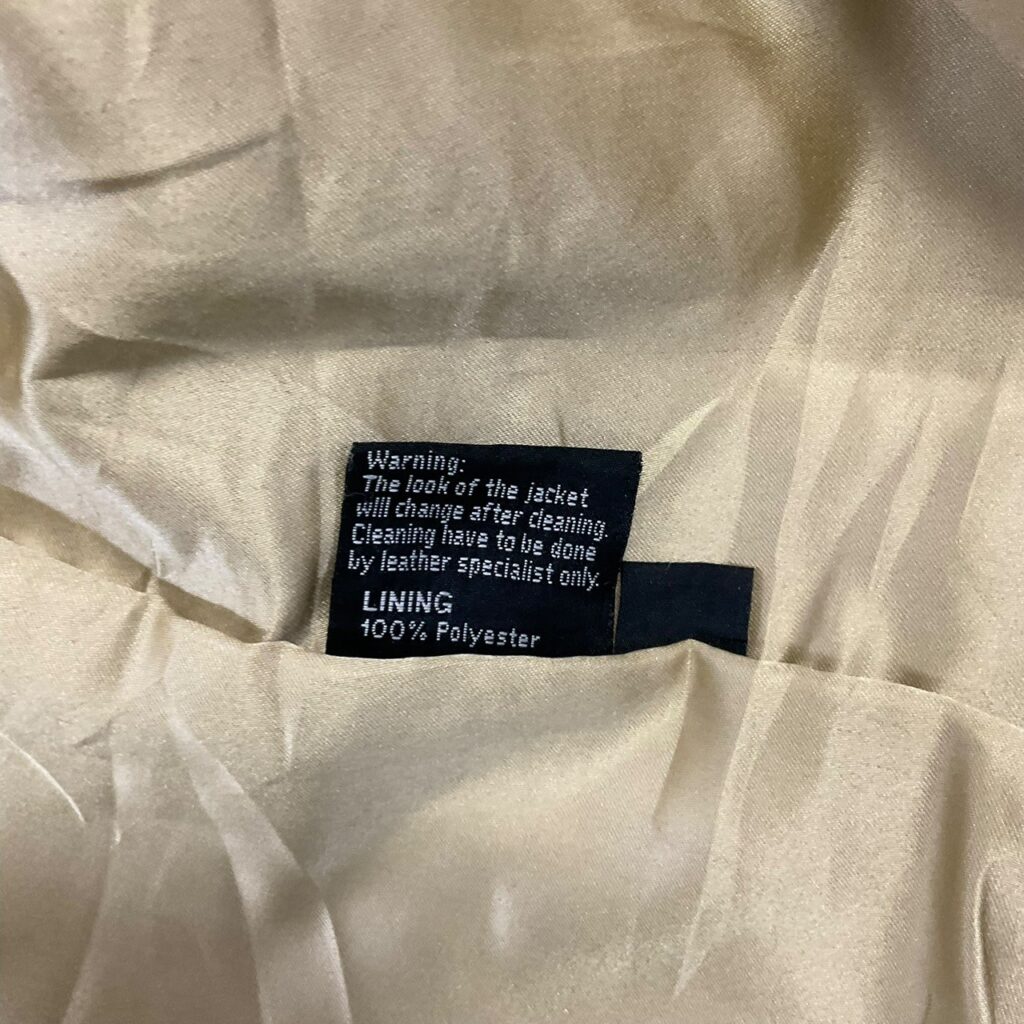 Warning:
The look of the jacket
will change after cleaning.
Cleaning have to be done
by leather specialist only.
LINING
100% Polyester